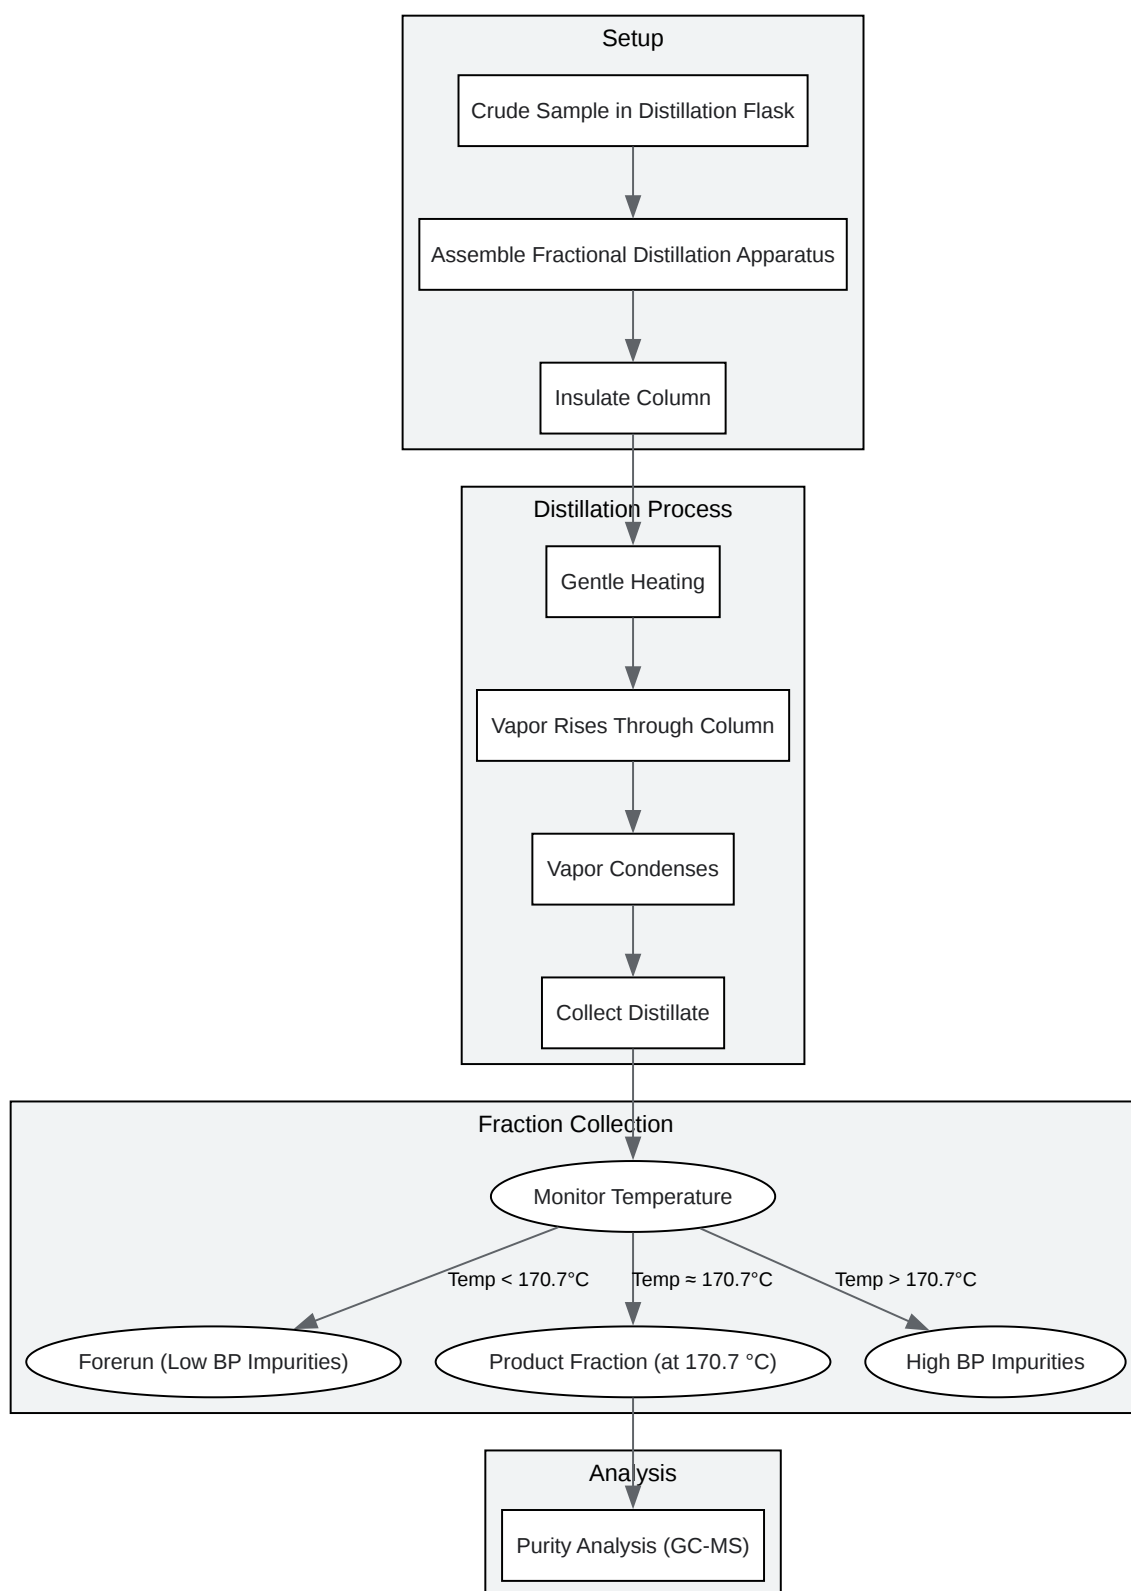 Setup
Crude Sample in Distillation Flask
Assemble Fractional Distillation Apparatus
Insulate Column
Distillation Process
Gentle Heating
Vapor Rises Through Column
Vapor Condenses
Collect Distillate
Fraction Collection
Monitor Temperature
Temp < 170.7°C
Temp ≈ 170.7°C
Temp > 170.7°C
Forerun (Low BP Impurities)
Product Fraction (at 170.7 °C)
High BP Impurities
Analysis
Purity Analysis (GC-MS)